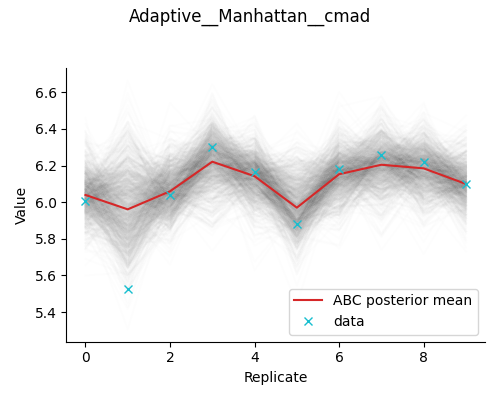 Adaptive__Manhattan__cmad
Value
6.6
6.4
6.2
6.0
5.8
5.6
5.4
ABC posterior mean
data
0 2 4 6 8
Replicate